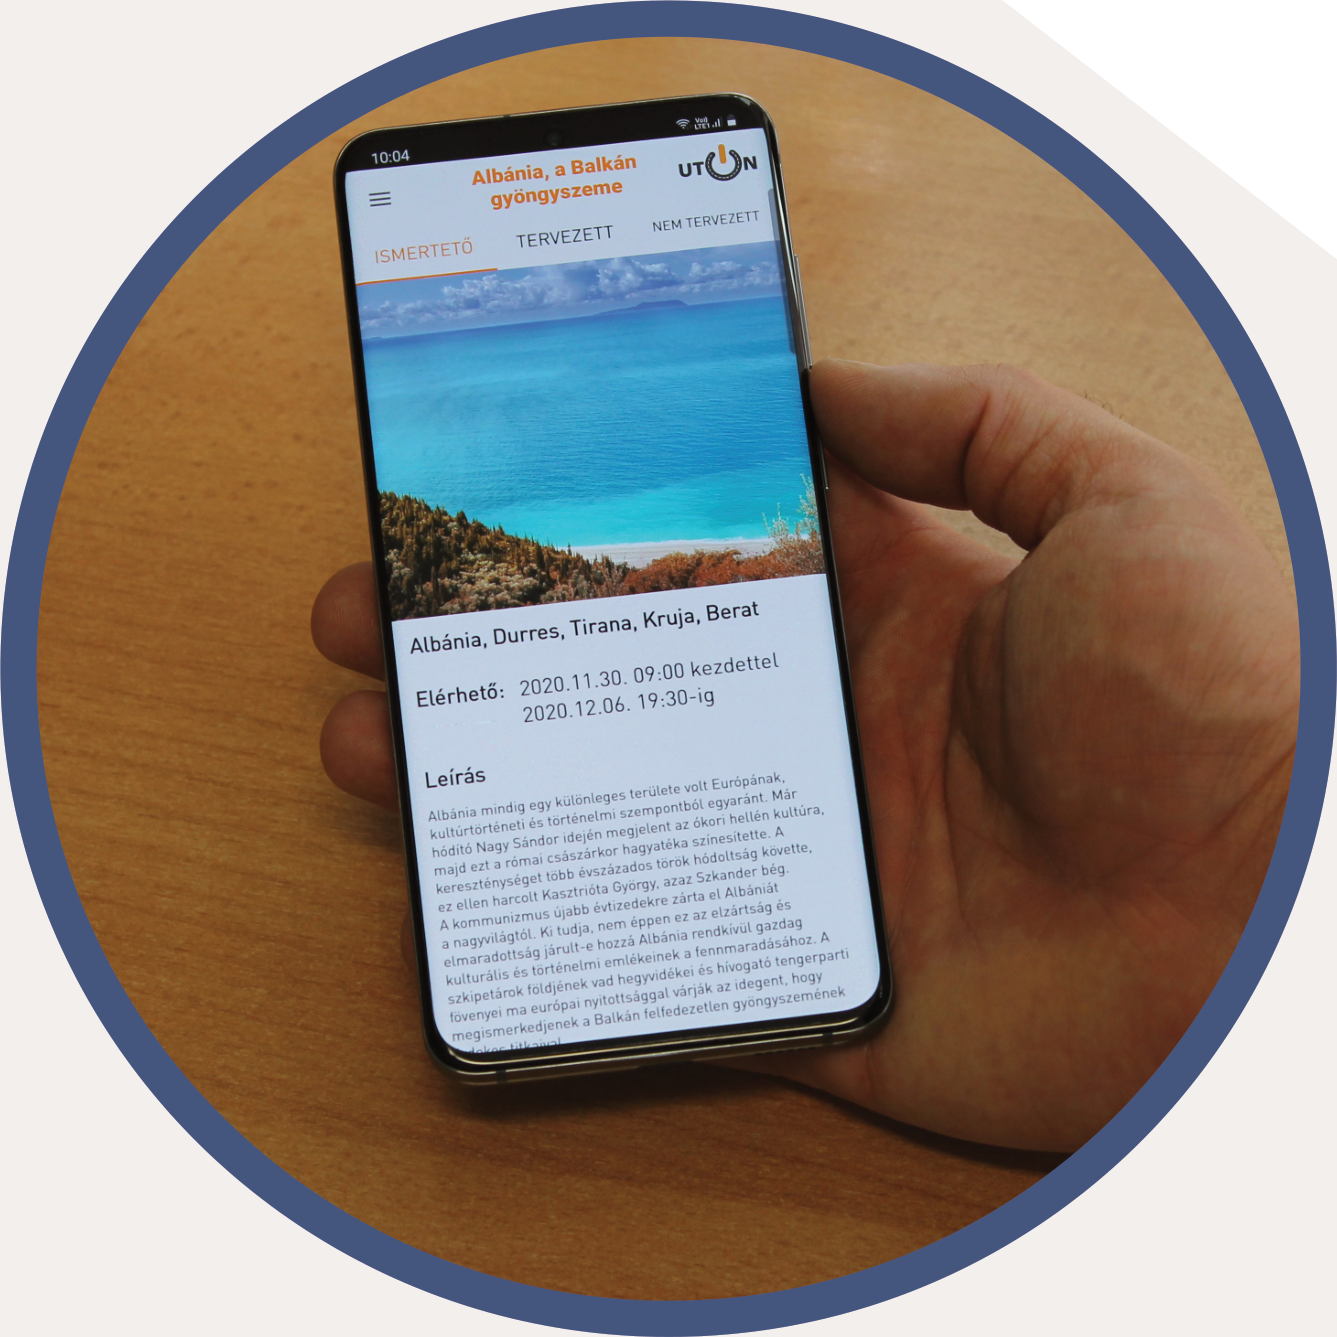 10:04
VoJ
LTE1
Albánia, a Balkán
gyöngyszeme
UTON
ISMERTETŐ
TERVEZETT
NEM TERVEZETT
Albánia, Durres, Tirana, Kruja, Berat
Elérhető: 2020.11.30. 09:00 kezdettel
2020.12.06. 19:30-ig
Leírás
Albánia mindig egy különleges területe volt Európának,
kultúrtörténeti és történelmi szempontból egyaránt. Már
hódító Nagy Sándor idején megjelent az ókori hellén kultúra,
majd ezt a római császárkor hagyatéka színesítette. A
kereszténységet több évszázados török hódoltság követte,
ez ellen harcolt Kasztrióta György, azaz Szkander bég.
A kommunizmus újabb évtizedekre zárta el Albániát
a nagyvilágtól. Ki tudja, nem éppen ez az elzártság és
elmaradottság járult-e hozzá Albánia rendkívül gazdag
kulturális és történelmi emlékeinek a fennmaradásához. A
szkipetárok földjének vad hegyvidékei és hívogató tengerparti
fövenyei ma európai nyitottsággal várják az idegent, hogy
megismerkedjenek a Balkán felfedezetlen gyöngyszemének
titkaival